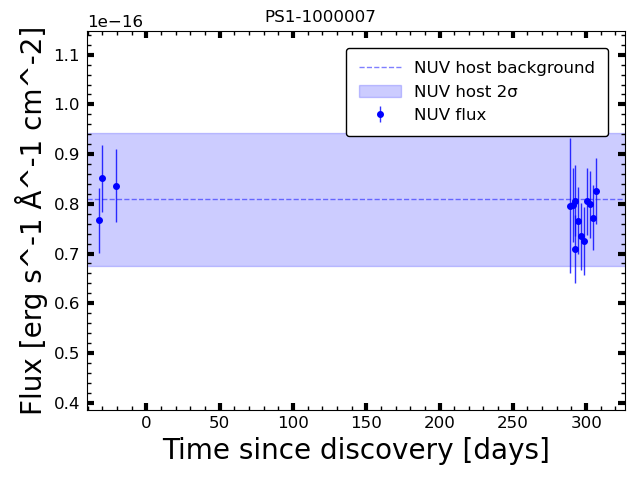 PS1-1000007
1e−16
NUV host background
NUV host 2σ
NUV flux
1.1
1.0
0.9
0.8
0.7
0.6
0.5
0.4
Flux [erg s^-1 Å^-1 cm^-2]
0 50 100 150 200 250 300
Time since discovery [days]